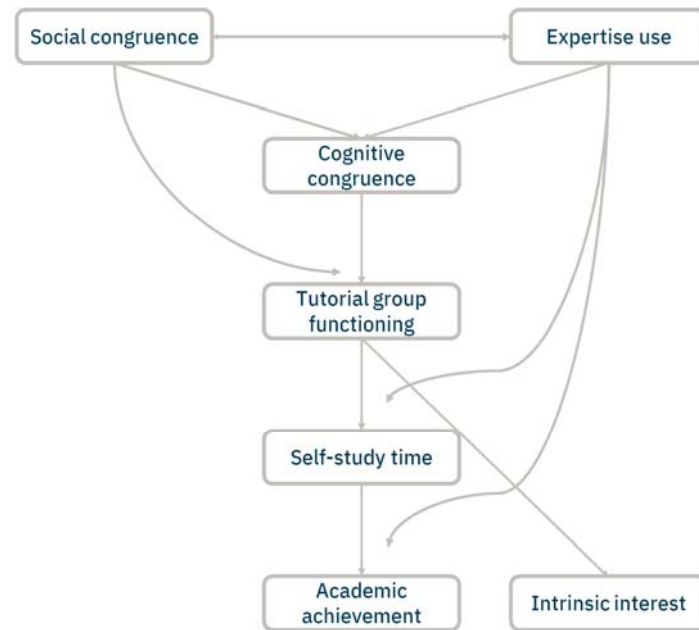 Social congruence
Expertise use
Cognitive
congruence
Tutorial group
functioning
Self-study time
Academic
achievement
Intrinsic interest